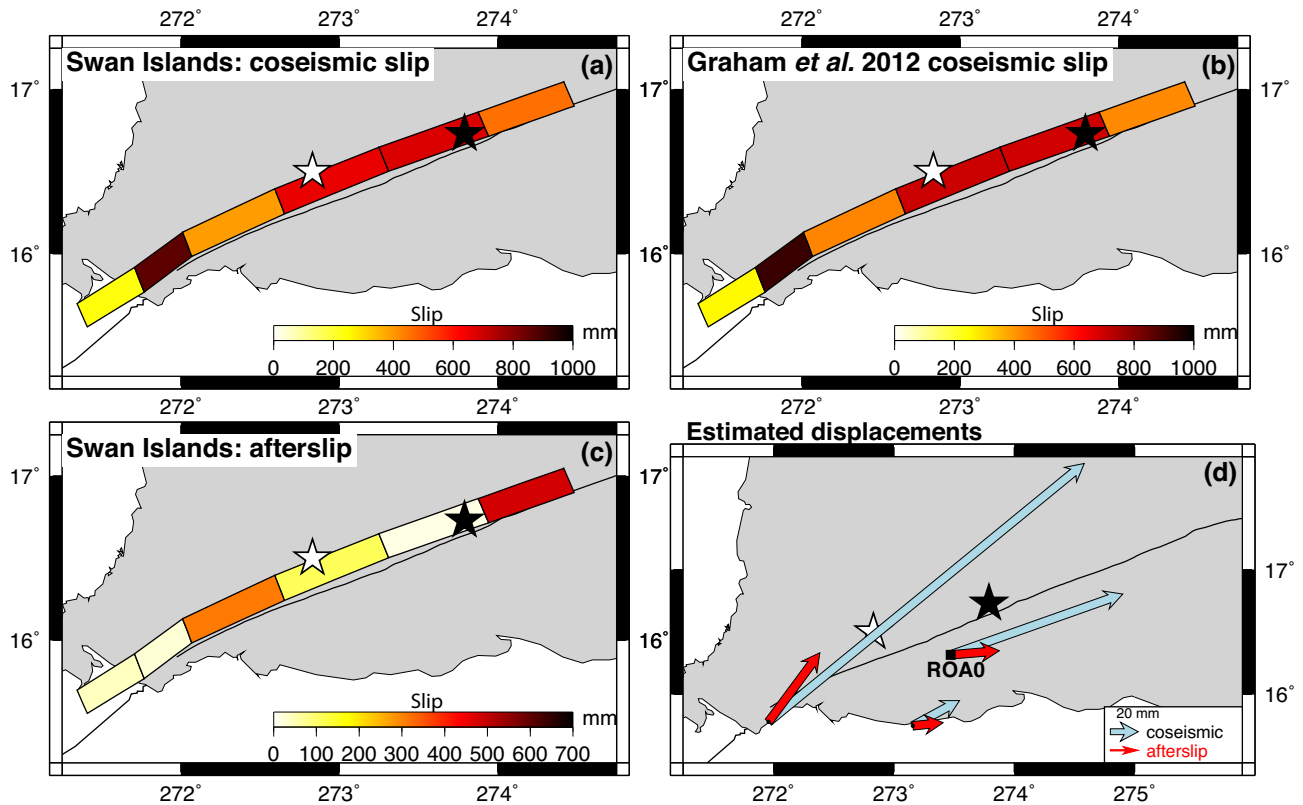 272° 273° 274°
272° 273° 274°
Swan Islands: coseismic slip (a)
Graham et al. 2012 coseismic slip (b)
17°
17°
16°
16°
16°
Slip
mm
0 200 400 600 800 1000
Slip
mm
0 200 400 600 800 1000
272° 273° 274°
272° 273° 274°
Swan Islands: afterslip (c)
Estimated displacements
(d)
17°
17°
16°
16°
ROA0
Slip
mm
0 100 200 300 400 500 600 700
20 mm
coseismic
afterslip
272° 273° 274°
272° 273° 274° 275°